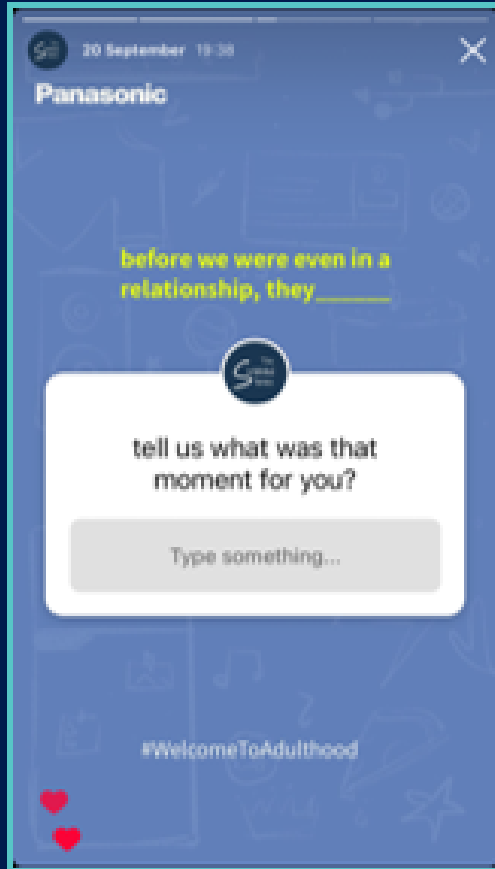 20 September 19:38
Panasonic
before we were even in a
relationship, they______
tell us what was that
moment for you?
Type something...
#WelcomeToAdulthood